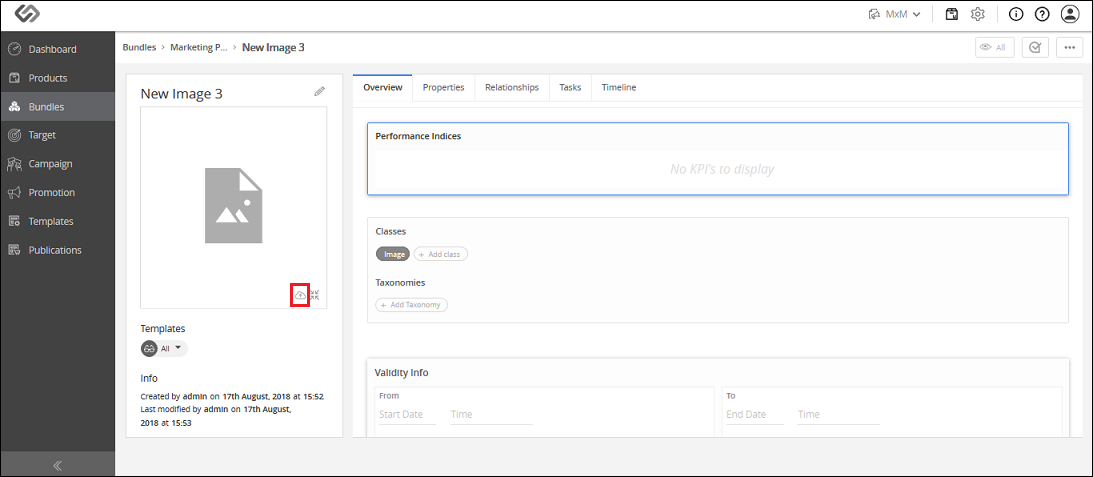 MxM
All
Bundles > Marketing P... > New Image 3
Dashboard
Products
Bundles
Target
Campaign
Promotion
Templates
Publications
New Image 3
Templates
All
Info
Created by admin on 17th August, 2018 at 15:52
Last modified by admin on 17th August,
2018 at 15:53
Overview Properties Relationships Tasks Timeline
Performance Indices
No KPI's to display
Classes
Image + Add class
Taxonomies
+ Add Taxonomy
Validity Info
From To
Start Date Time End Date Time